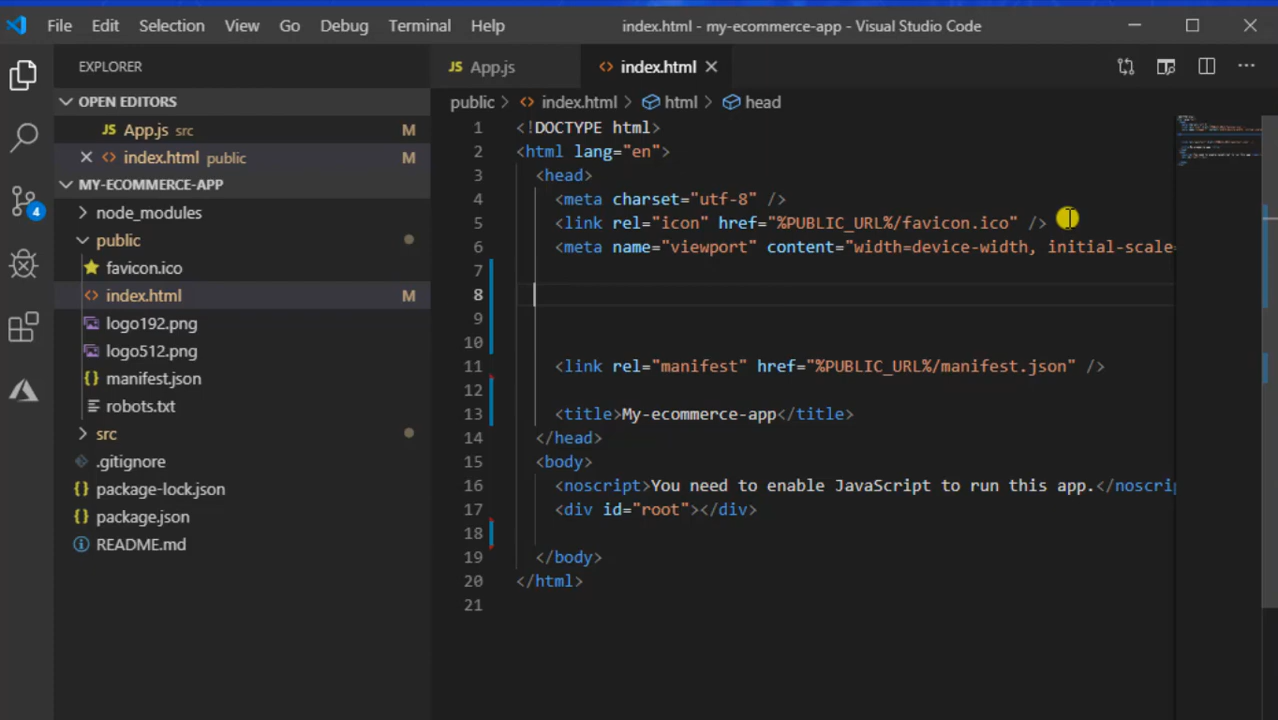 File Edit Selection View Go Debug Terminal Help index.html - my-ecommerce-app - Visual Studio Code
EXPLORER
App.js index.html
OPEN EDITORS
public > index.html > html > head
App.js src M
index.html public M
MY-ECOMMERCE-APP
node_modules
public
favicon.ico
index.html M
logo192.png
logo512.png
manifest.json
robots.txt
src
.gitignore
package-lock.json
package.json
README.md
4
1 <!DOCTYPE html>
2 <html lang="en">
3 <head>
4 <meta charset="utf-8" />
5 <link rel="icon" href="%PUBLIC_URL%/favicon.ico" />
6 <meta name="viewport" content="width=device-width, initial-scale=
7
8
9
10
11 <link rel="manifest" href="%PUBLIC_URL%/manifest.json" />
12
13 <title>My-ecommerce-app</title>
14 </head>
15 <body>
16 <noscript>You need to enable JavaScript to run this app.</noscrip
17 <div id="root"></div>
18
19 </body>
20 </html>
21